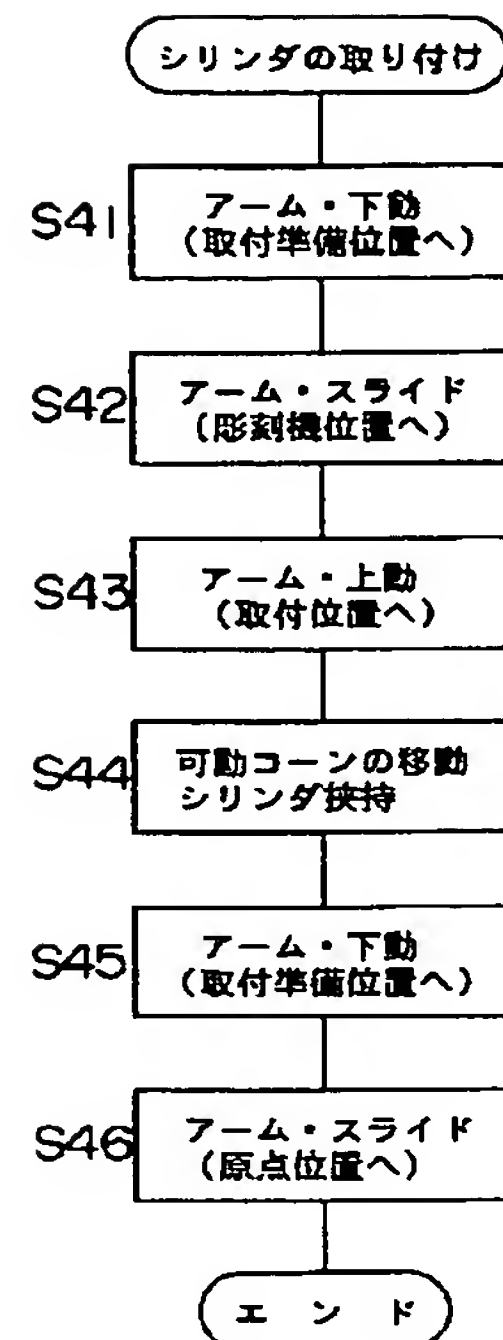 シリンダの取り付け
S41
アーム・下動
(取付準備位置へ)
S42
アーム・スライド
(彫刻機位置へ)
S43
アーム・上動
(取付位置へ)
S44
可動コーンの移動
シリンダ挟持
S45
アーム・下動
(取付準備位置へ)
S46
アーム・スライド
(原点位置へ)
エンド